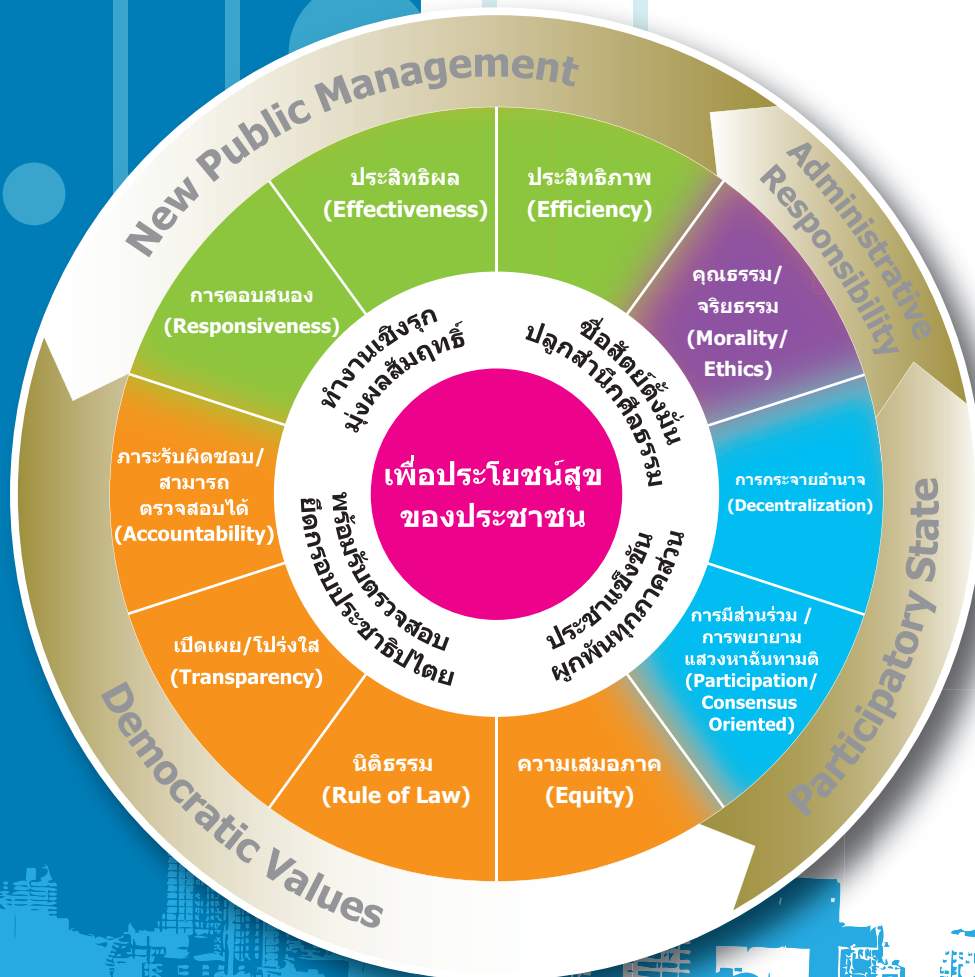 New Public Management
Administrative
Responsibility
Participatory State
Democratic Values
ประสิทธิผล
(Effectiveness)
ประสิทธิภาพ
(Efficiency)
คุณธรรม/
จริยธรรม
(Morality/
Ethics)
การกระจายอำนาจ
(Decentralization)
การมีส่วนร่วม /
การพยายาม
แสวงหาฉันทามติ
(Participation/
Consensus
Oriented)
ความเสมอภาค
(Equity)
นิติธรรม
(Rule of Law)
เปิดเผย/โปร่งใส
(Transparency)
ภาระรับผิดชอบ/
สามารถ
ตรวจสอบได้
(Accountability)
การตอบสนอง
(Responsiveness)
ทำงานเชิงรุก
มุ่งผลสัมฤทธิ์
ซื่อสัตย์ตั้งมั่น
ปลูกสำนึกศีลธรรม
ประชาแข็งขัน
ผูกพันทุกภาคส่วน
พร้อมรับตรวจสอบ
ยึดกรอบประชาธิปไตย
เพื่อประโยชน์สุข
ของประชาชน